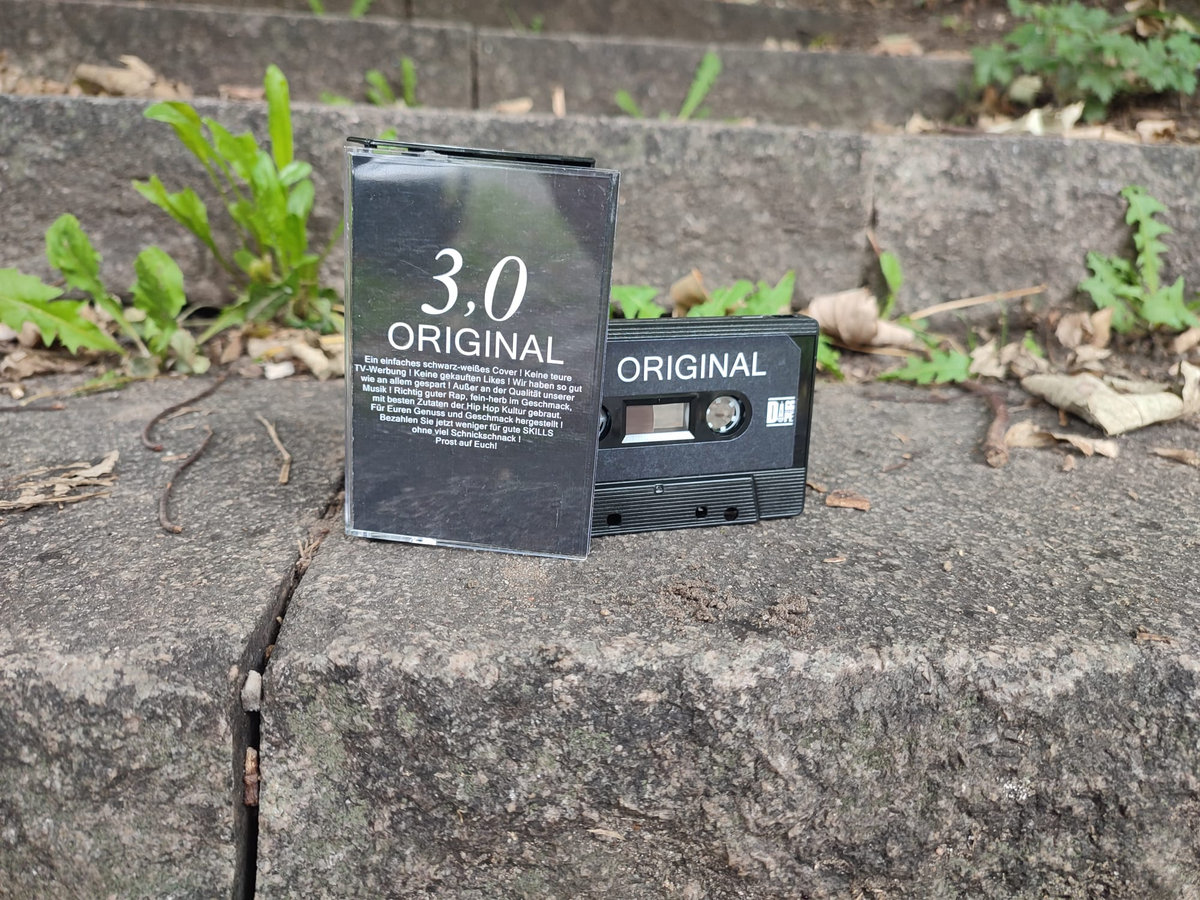 3,0
ORIGINAL
Ein einfaches schwarz-weißes Cover ! Keine teure
TV-Werbung ! Keine gekauften Likes ! Wir haben so gut
wie an allem gespart ! Außer an der Qualität unserer
Musik ! Richtig guter Rap, fein-herb im Geschmack,
mit besten Zutaten der Hip Hop Kultur gebraut.
Für Euren Genuss und Geschmack hergestellt !
Bezahlen Sie jetzt weniger für gute SKILLS
ohne viel Schnickschnack !
Prost auf Euch!
ORIGINAL